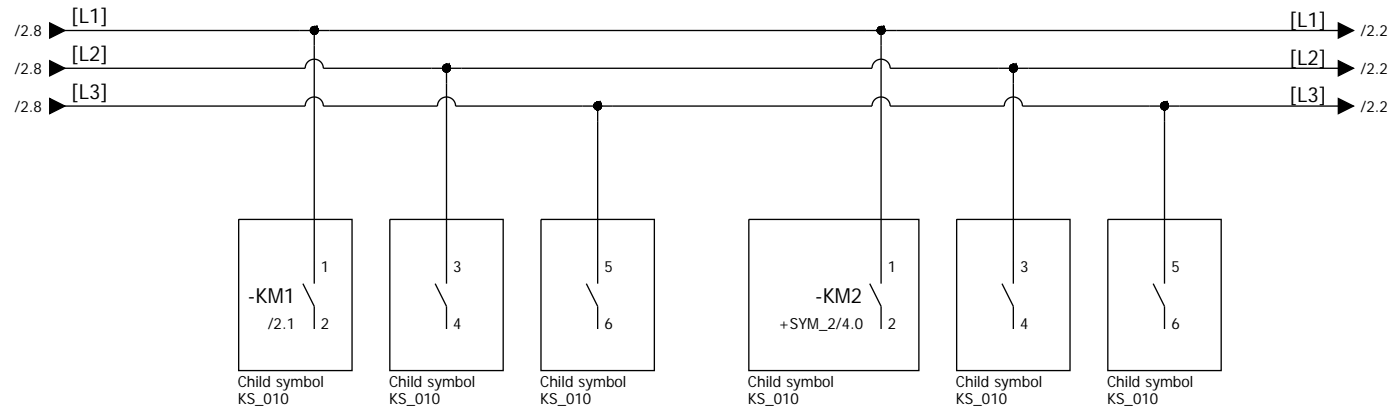 [L1] [L1]
/2.8 /2.2
[L2] [L2]
/2.8 /2.2
[L3] [L3]
/2.8 /2.2
1 3 5 1 3 5
-KM1 -KM2
/2.1 2 4 6 +SYM_2/4.0 2 4 6
Child symbol Child symbol Child symbol Child symbol Child symbol Child symbol
KS_010 KS_010 KS_010 KS_010 KS_010 KS_010